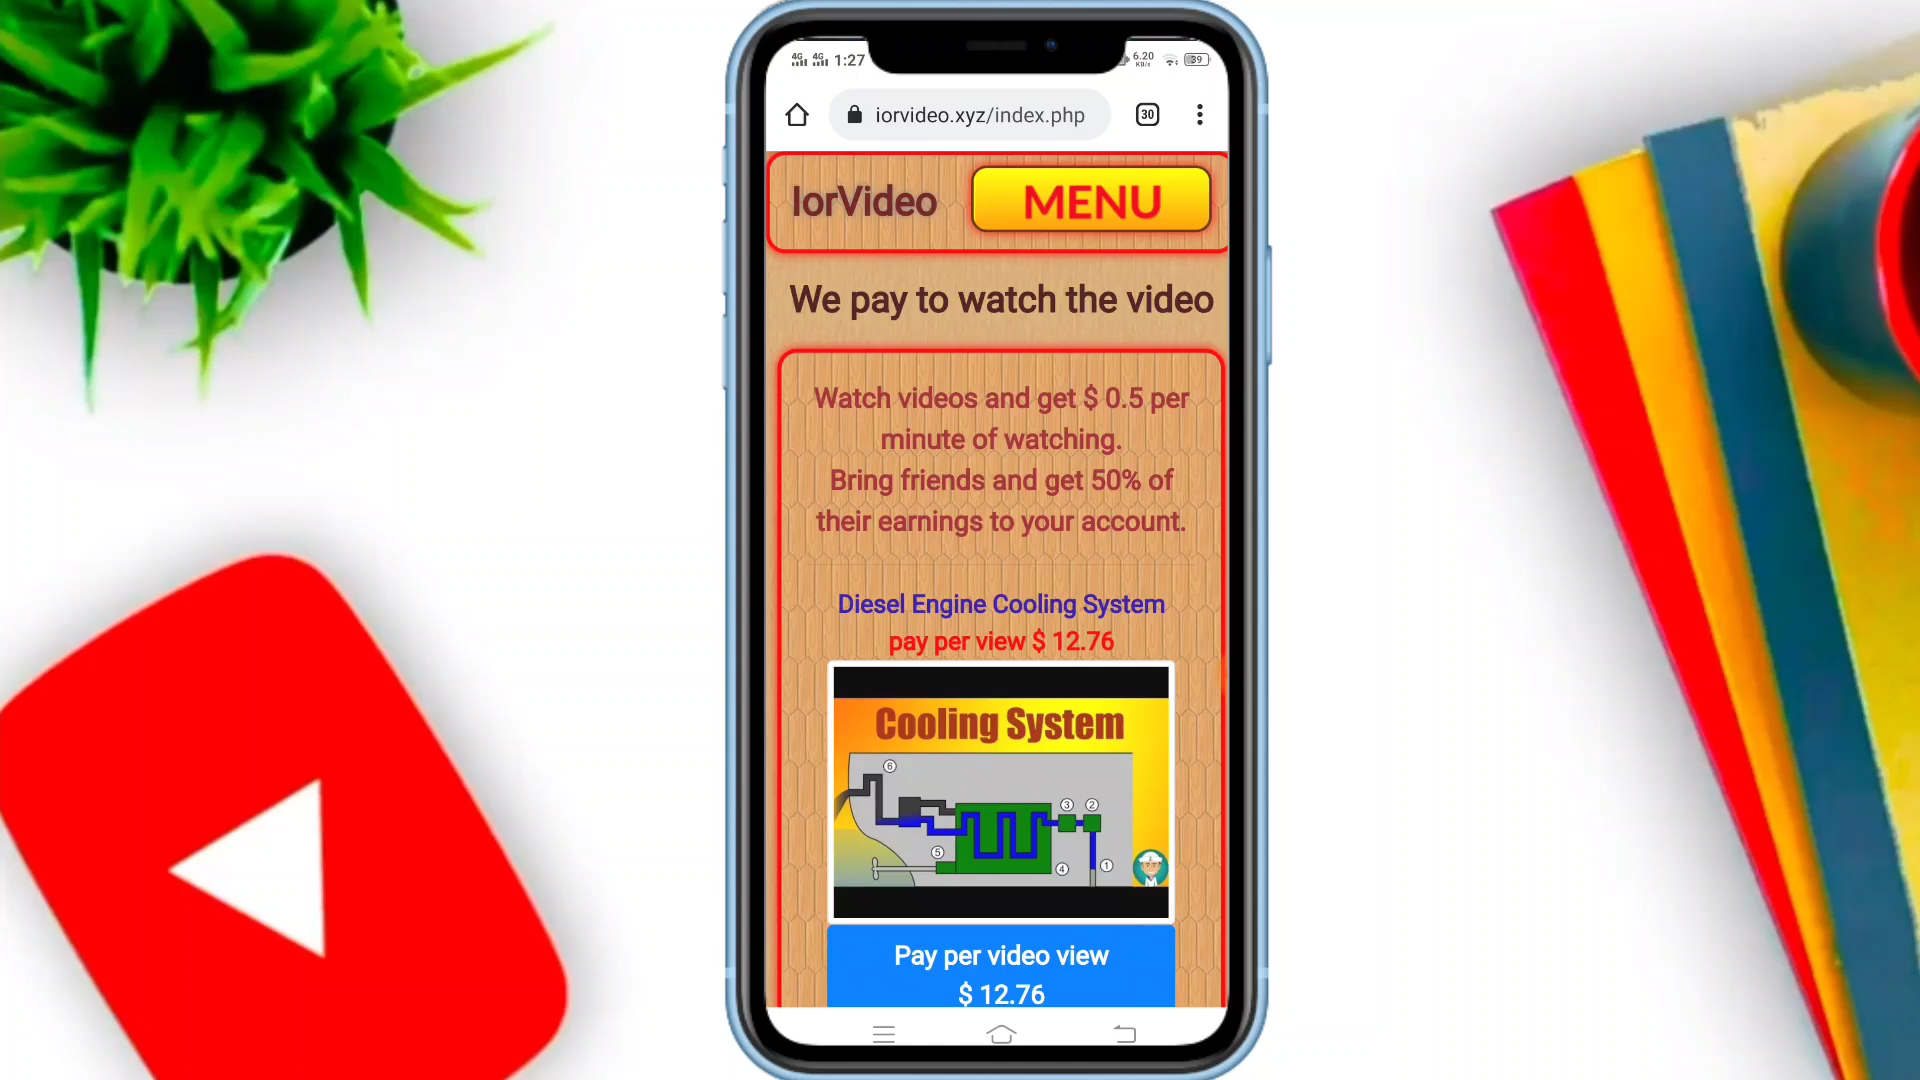 4G 4G 1:27 6.20 KB/s 39
iorvideo.xyz/index.php 30
IorVideo MENU
We pay to watch the video
Watch videos and get $ 0.5 per
minute of watching.
Bring friends and get 50% of
their earnings to your account.
Diesel Engine Cooling System
pay per view $ 12.76
Cooling System
6
3 2
5
4 1
Pay per video view
$ 12.76